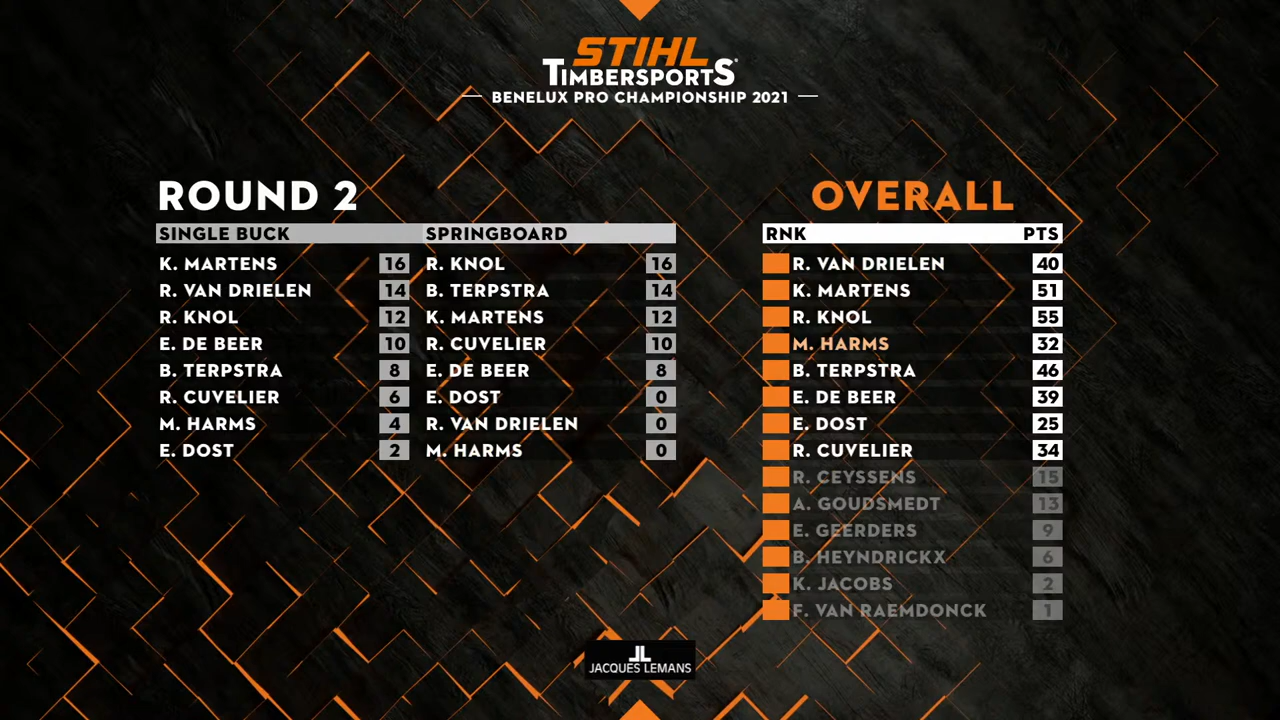 STIHL
TIMBERSPORTS®
BENELUX PRO CHAMPIONSHIP 2021
ROUND 2
SINGLE BUCK SPRINGBOARD
K. MARTENS 16 R. KNOL 16
R. VAN DRIELEN 14 B. TERPSTRA 14
R. KNOL 12 K. MARTENS 12
E. DE BEER 10 R. CUVELIER 10
B. TERPSTRA 8 E. DE BEER 8
R. CUVELIER 6 E. DOST 0
M. HARMS 4 R. VAN DRIELEN 0
E. DOST 2 M. HARMS 0
OVERALL
RNK PTS
R. VAN DRIELEN 40
K. MARTENS 51
R. KNOL 55
M. HARMS 32
B. TERPSTRA 46
E. DE BEER 39
E. DOST 25
R. CUVELIER 34
R. CEYSSENS 15
A. GOUDSMEDT 13
E. GEERDERS 9
B. HEYNDRICKX 6
K. JACOBS 2
F. VAN RAEMDONCK 1
JL
JACQUES LEMANS